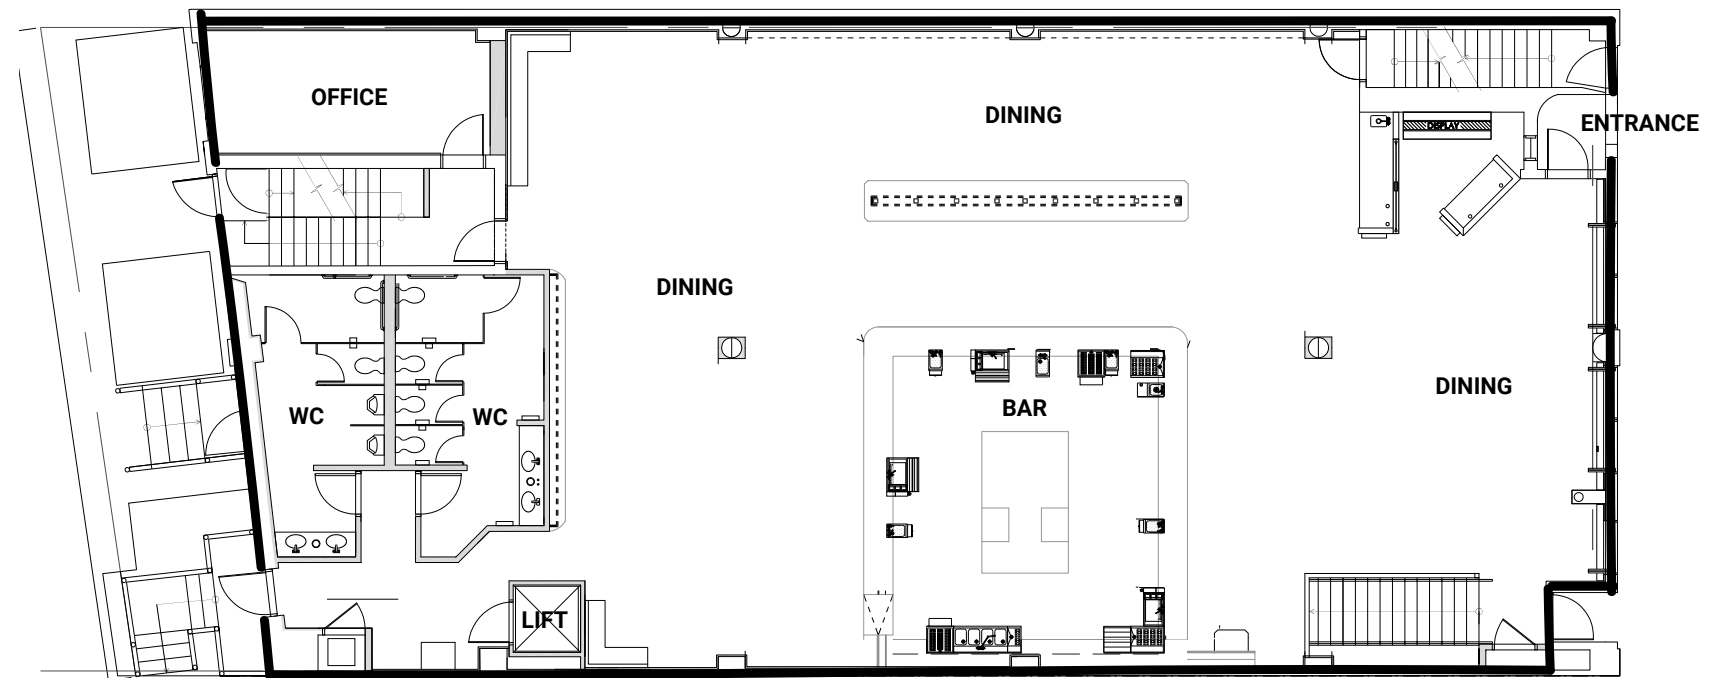 OFFICE
DINING
ENTRANCE
DISPLAY
DINING
DINING
BAR
WC
WC
LIFT